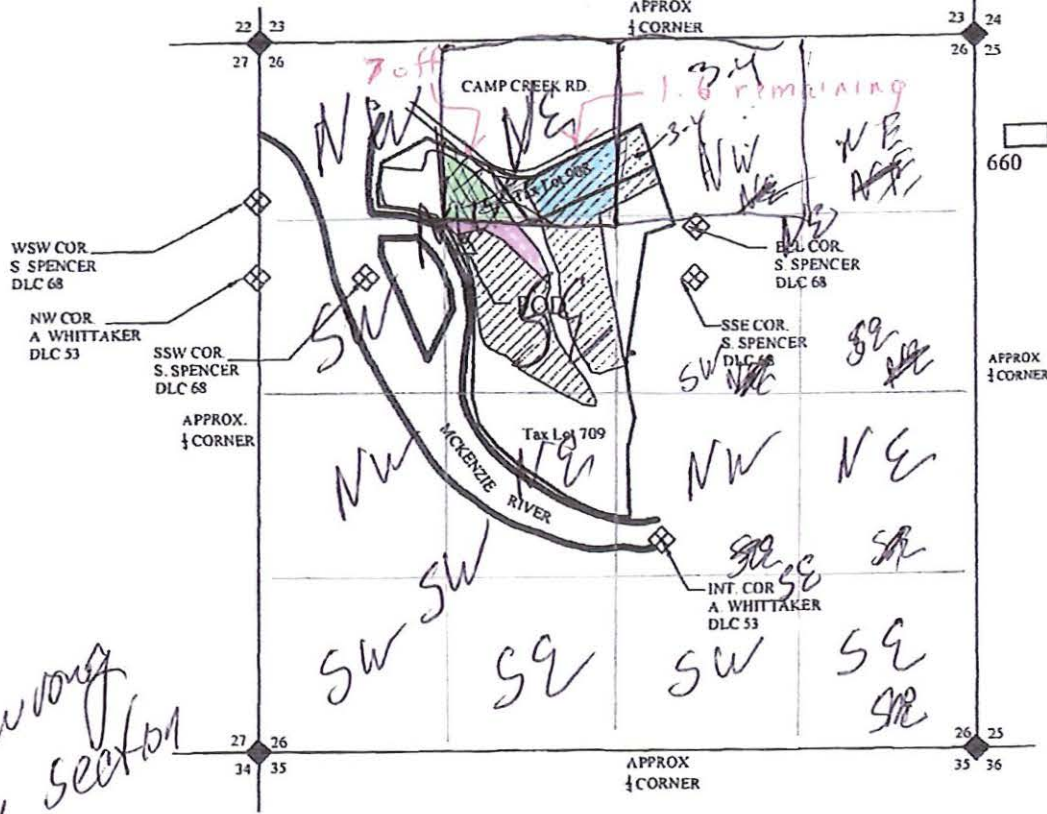 APPROX
¼ CORNER
22 23
27 26
23 24
26 25
7 off
CAMP CREEK RD.
3-4
1.6 remaining
NW
NE
3-4
NW
NE
NE
Tax Lot 908
660
WSW COR
S. SPENCER
DLC 68
NW COR
A WHITTAKER
DLC 53
SSW COR.
S. SPENCER
DLC 68
SW
POD
SE
ELL COR.
S. SPENCER
DLC 68
SSE COR.
S. SPENCER
DLC 68
SW
SE
APPROX.
¼ CORNER
APPROX
¼ CORNER
NW
MCKENZIE RIVER
Tax Lot 709
NE
NW
NE
SW
SE
INT. COR
A. WHITTAKER
DLC 53
SW
SE
SW
SE
wrong
section
27 26
34 35
APPROX
¼ CORNER
26 25
35 36